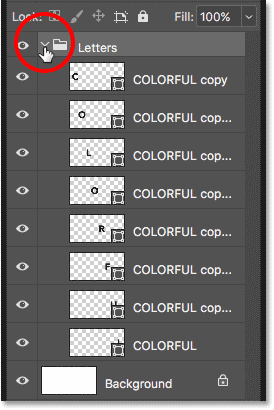 Lock: Fill: 100%
Letters
C COLORFUL copy
O COLORFUL cop...
L COLORFUL cop...
O COLORFUL cop...
R COLORFUL cop...
F COLORFUL cop...
COLORFUL cop...
COLORFUL
Background